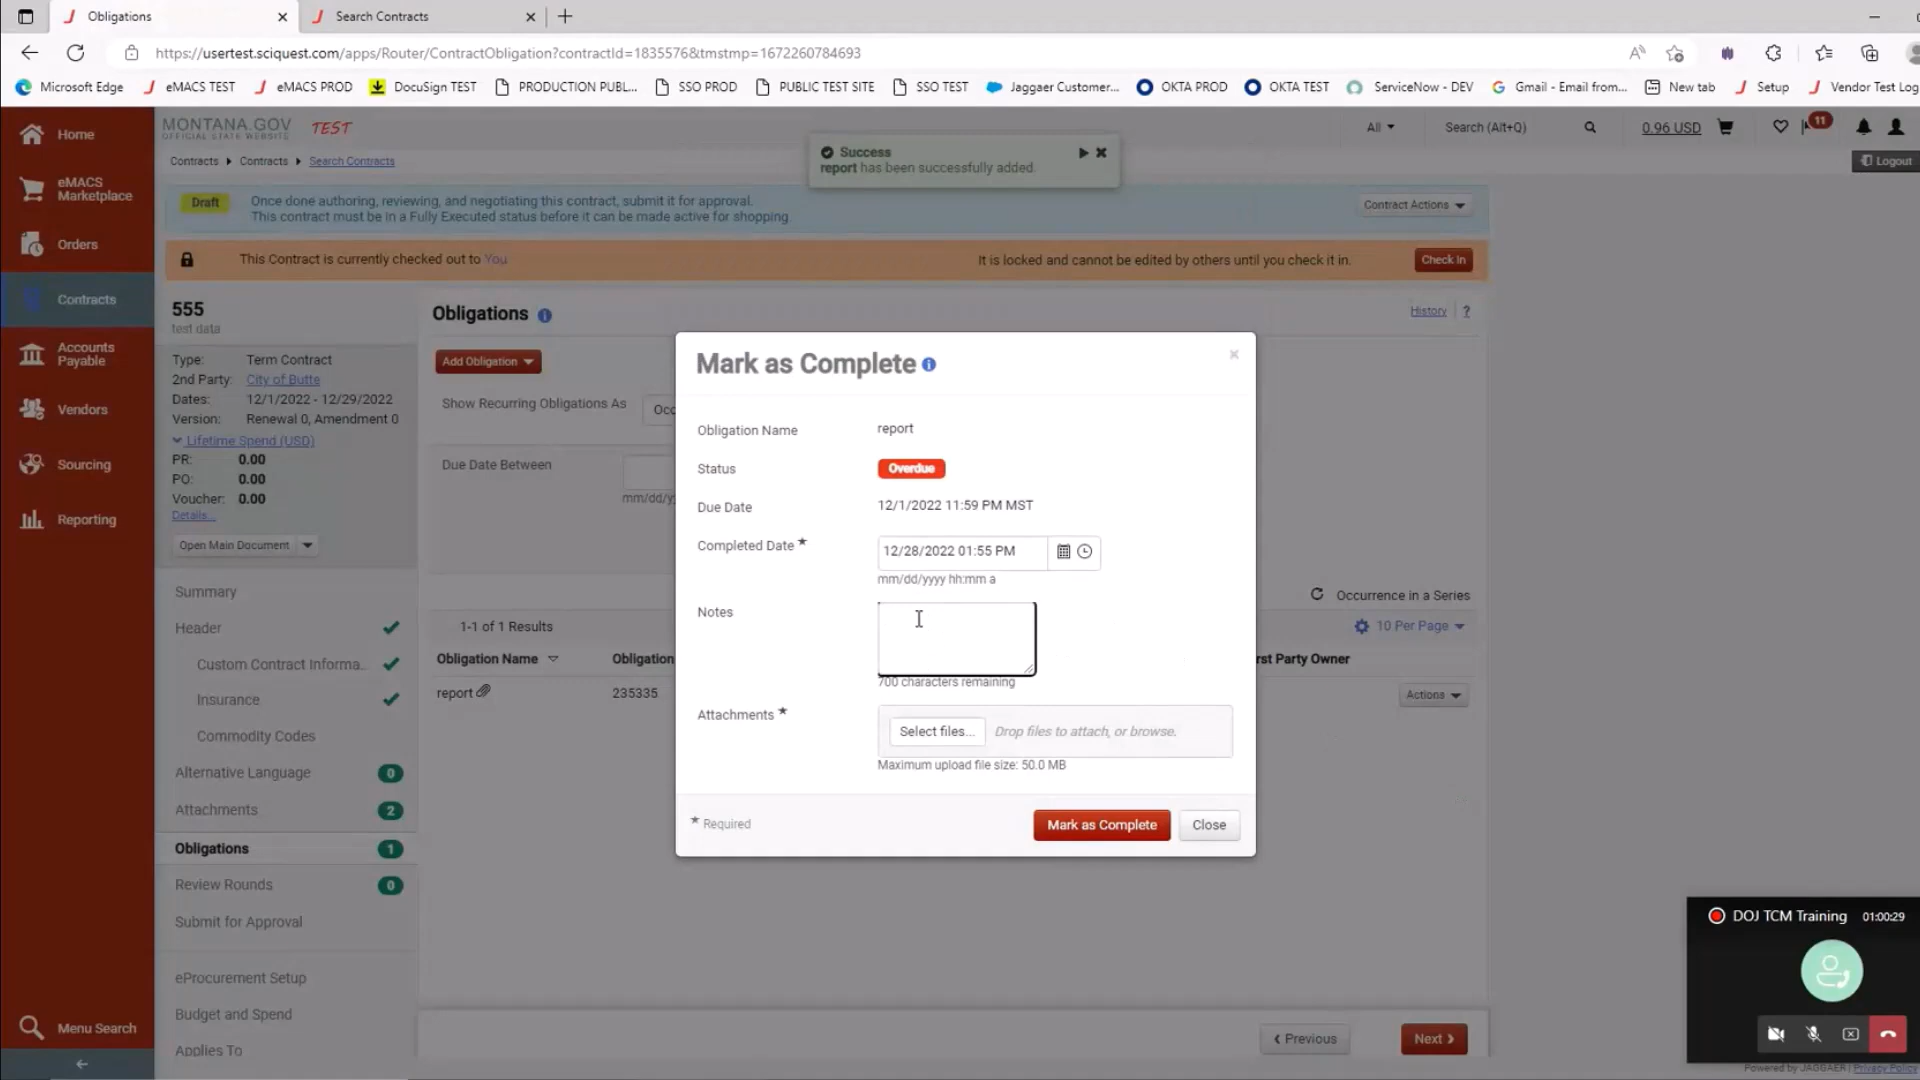 Obligations
Search Contracts
https://usertest.sciquest.com/apps/Router/ContractObligation?contractId=1835576&tmstmp=1672260784693
Microsoft Edge
eMACS TEST
eMACS PROD
DocuSign TEST
PRODUCTION PUBL...
SSO PROD
PUBLIC TEST SITE
SSO TEST
Jaggaer Customer...
OKTA PROD
OKTA TEST
ServiceNow - DEV
Gmail - Email from...
New tab
Setup
Vendor Test Log
Home
eMACS
Marketplace
Orders
Contracts
Accounts
Payable
Vendors
Sourcing
Reporting
Menu Search
MONTANA.GOV
OFFICIAL STATE WEBSITE
TEST
All
Search (Alt+Q)
0.96 USD
11
Logout
Contracts
Contracts
Search Contracts
Success
report has been successfully added.
Draft
Once done authoring, reviewing, and negotiating this contract, submit it for approval.
This contract must be in a Fully Executed status before it can be made active for shopping.
Contract Actions
This Contract is currently checked out to You
It is locked and cannot be edited by others until you check it in.
Check In
555
test data
Type: Term Contract
2nd Party: City of Butte
Dates: 12/1/2022 - 12/29/2022
Version: Renewal 0, Amendment 0
Lifetime Spend (USD)
PR: 0.00
PO: 0.00
Voucher: 0.00
Details...
Open Main Document
Summary
Header
Custom Contract Informa...
Insurance
Commodity Codes
Alternative Language 0
Attachments 2
Obligations 1
Review Rounds 0
Submit for Approval
eProcurement Setup
Budget and Spend
Applies To
Obligations
History
?
Add Obligation
Show Recurring Obligations As
Occ
Due Date Between
mm/dd/y
Occurrence in a Series
1-1 of 1 Results
10 Per Page
Obligation Name
Obligation
rst Party Owner
report
235335
Actions
Mark as Complete
Obligation Name report
Status Overdue
Due Date 12/1/2022 11:59 PM MST
Completed Date * 12/28/2022 01:55 PM
mm/dd/yyyy hh:mm a
Notes
700 characters remaining
Attachments *
Select files...
Drop files to attach, or browse.
Maximum upload file size: 50.0 MB
* Required
Mark as Complete
Close
Previous
Next
DOJ TCM Training 01:00:29
Powered by JAGGAER | Privacy Policy